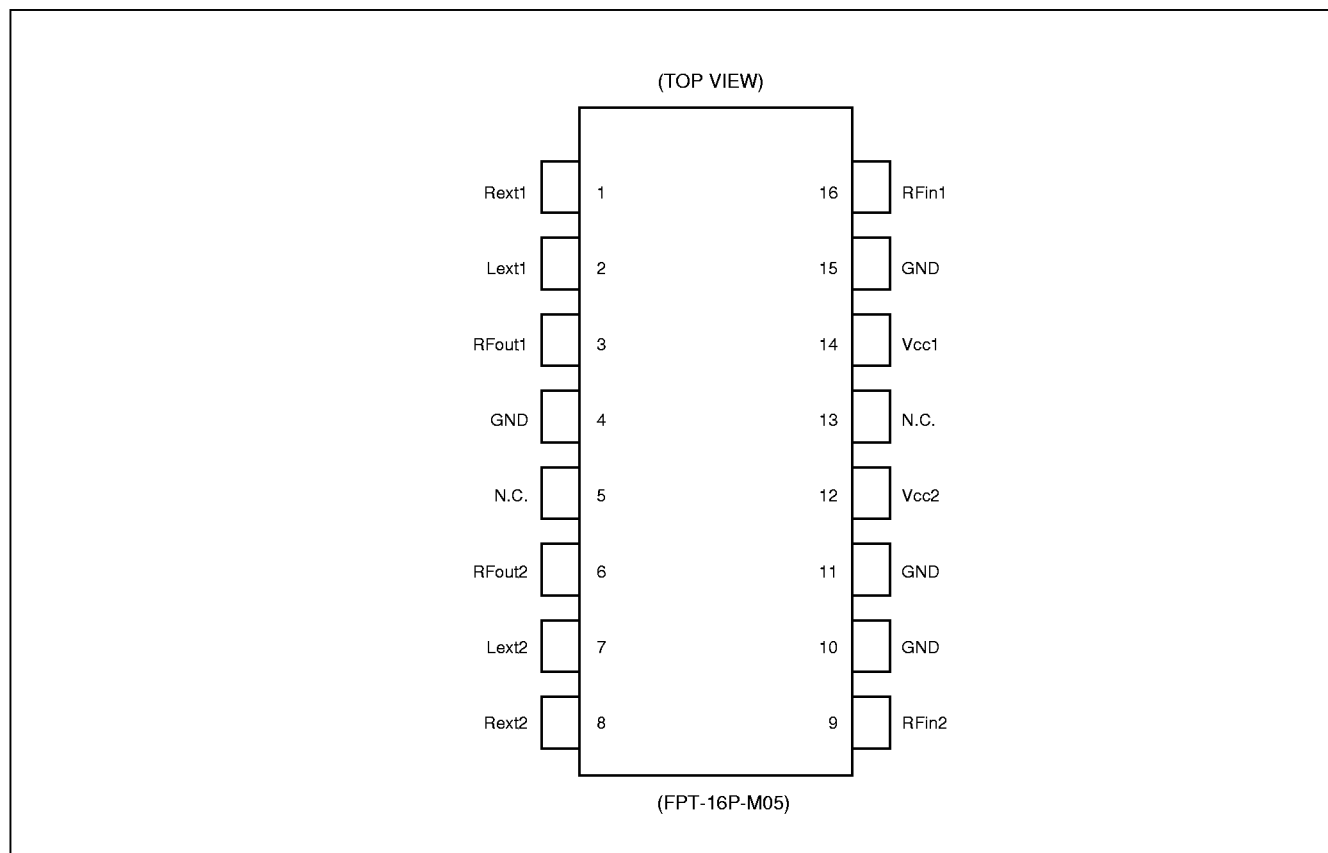 (TOP VIEW)
Rext1 1 16 RFin1
Lext1 2 15 GND
RFout1 3 14 Vcc1
GND 4 13 N.C.
N.C. 5 12 Vcc2
RFout2 6 11 GND
Lext2 7 10 GND
Rext2 8 9 RFin2
(FPT-16P-M05)